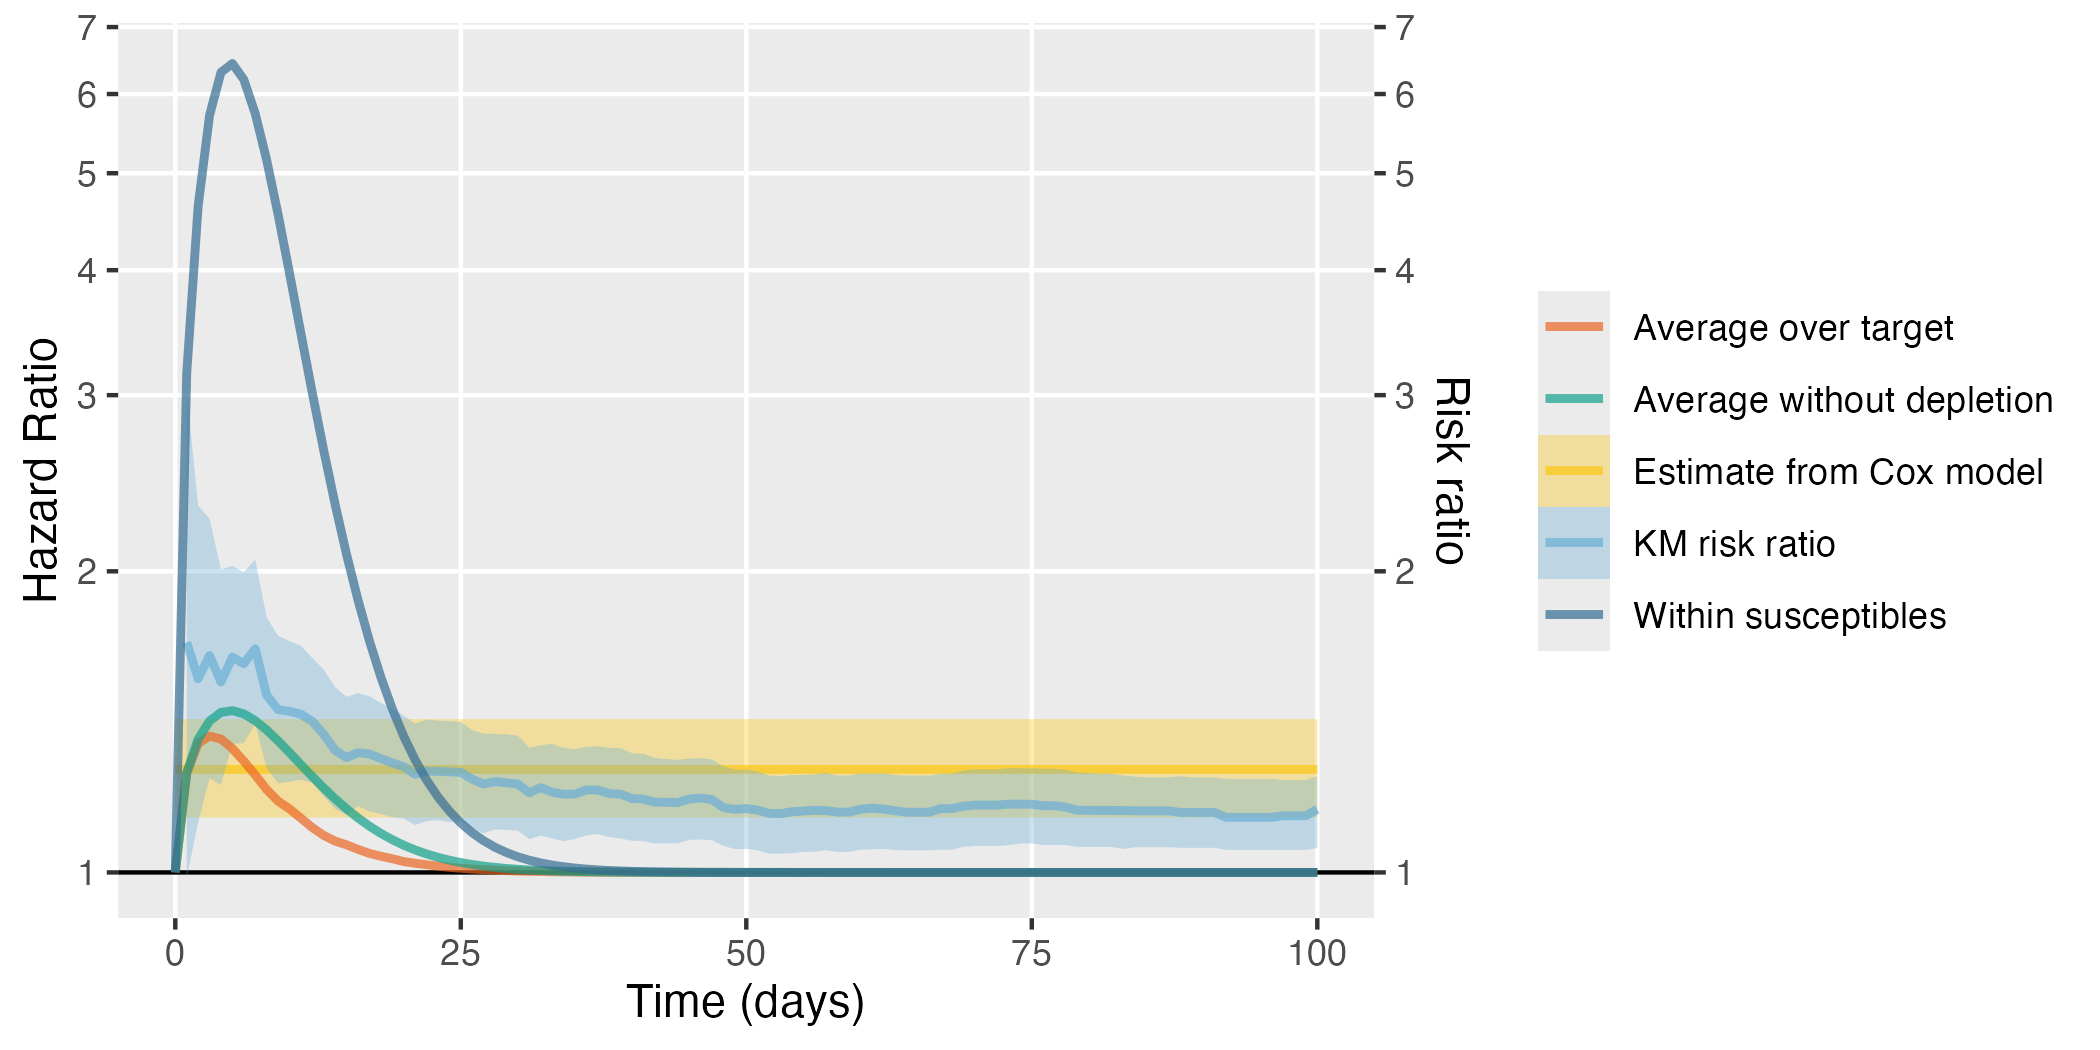 7
6
5
4
3
2
1
Hazard Ratio
7
6
5
4
3
2
1
Risk ratio
0 25 50 75 100
Time (days)
Average over target
Average without depletion
Estimate from Cox model
KM risk ratio
Within susceptibles